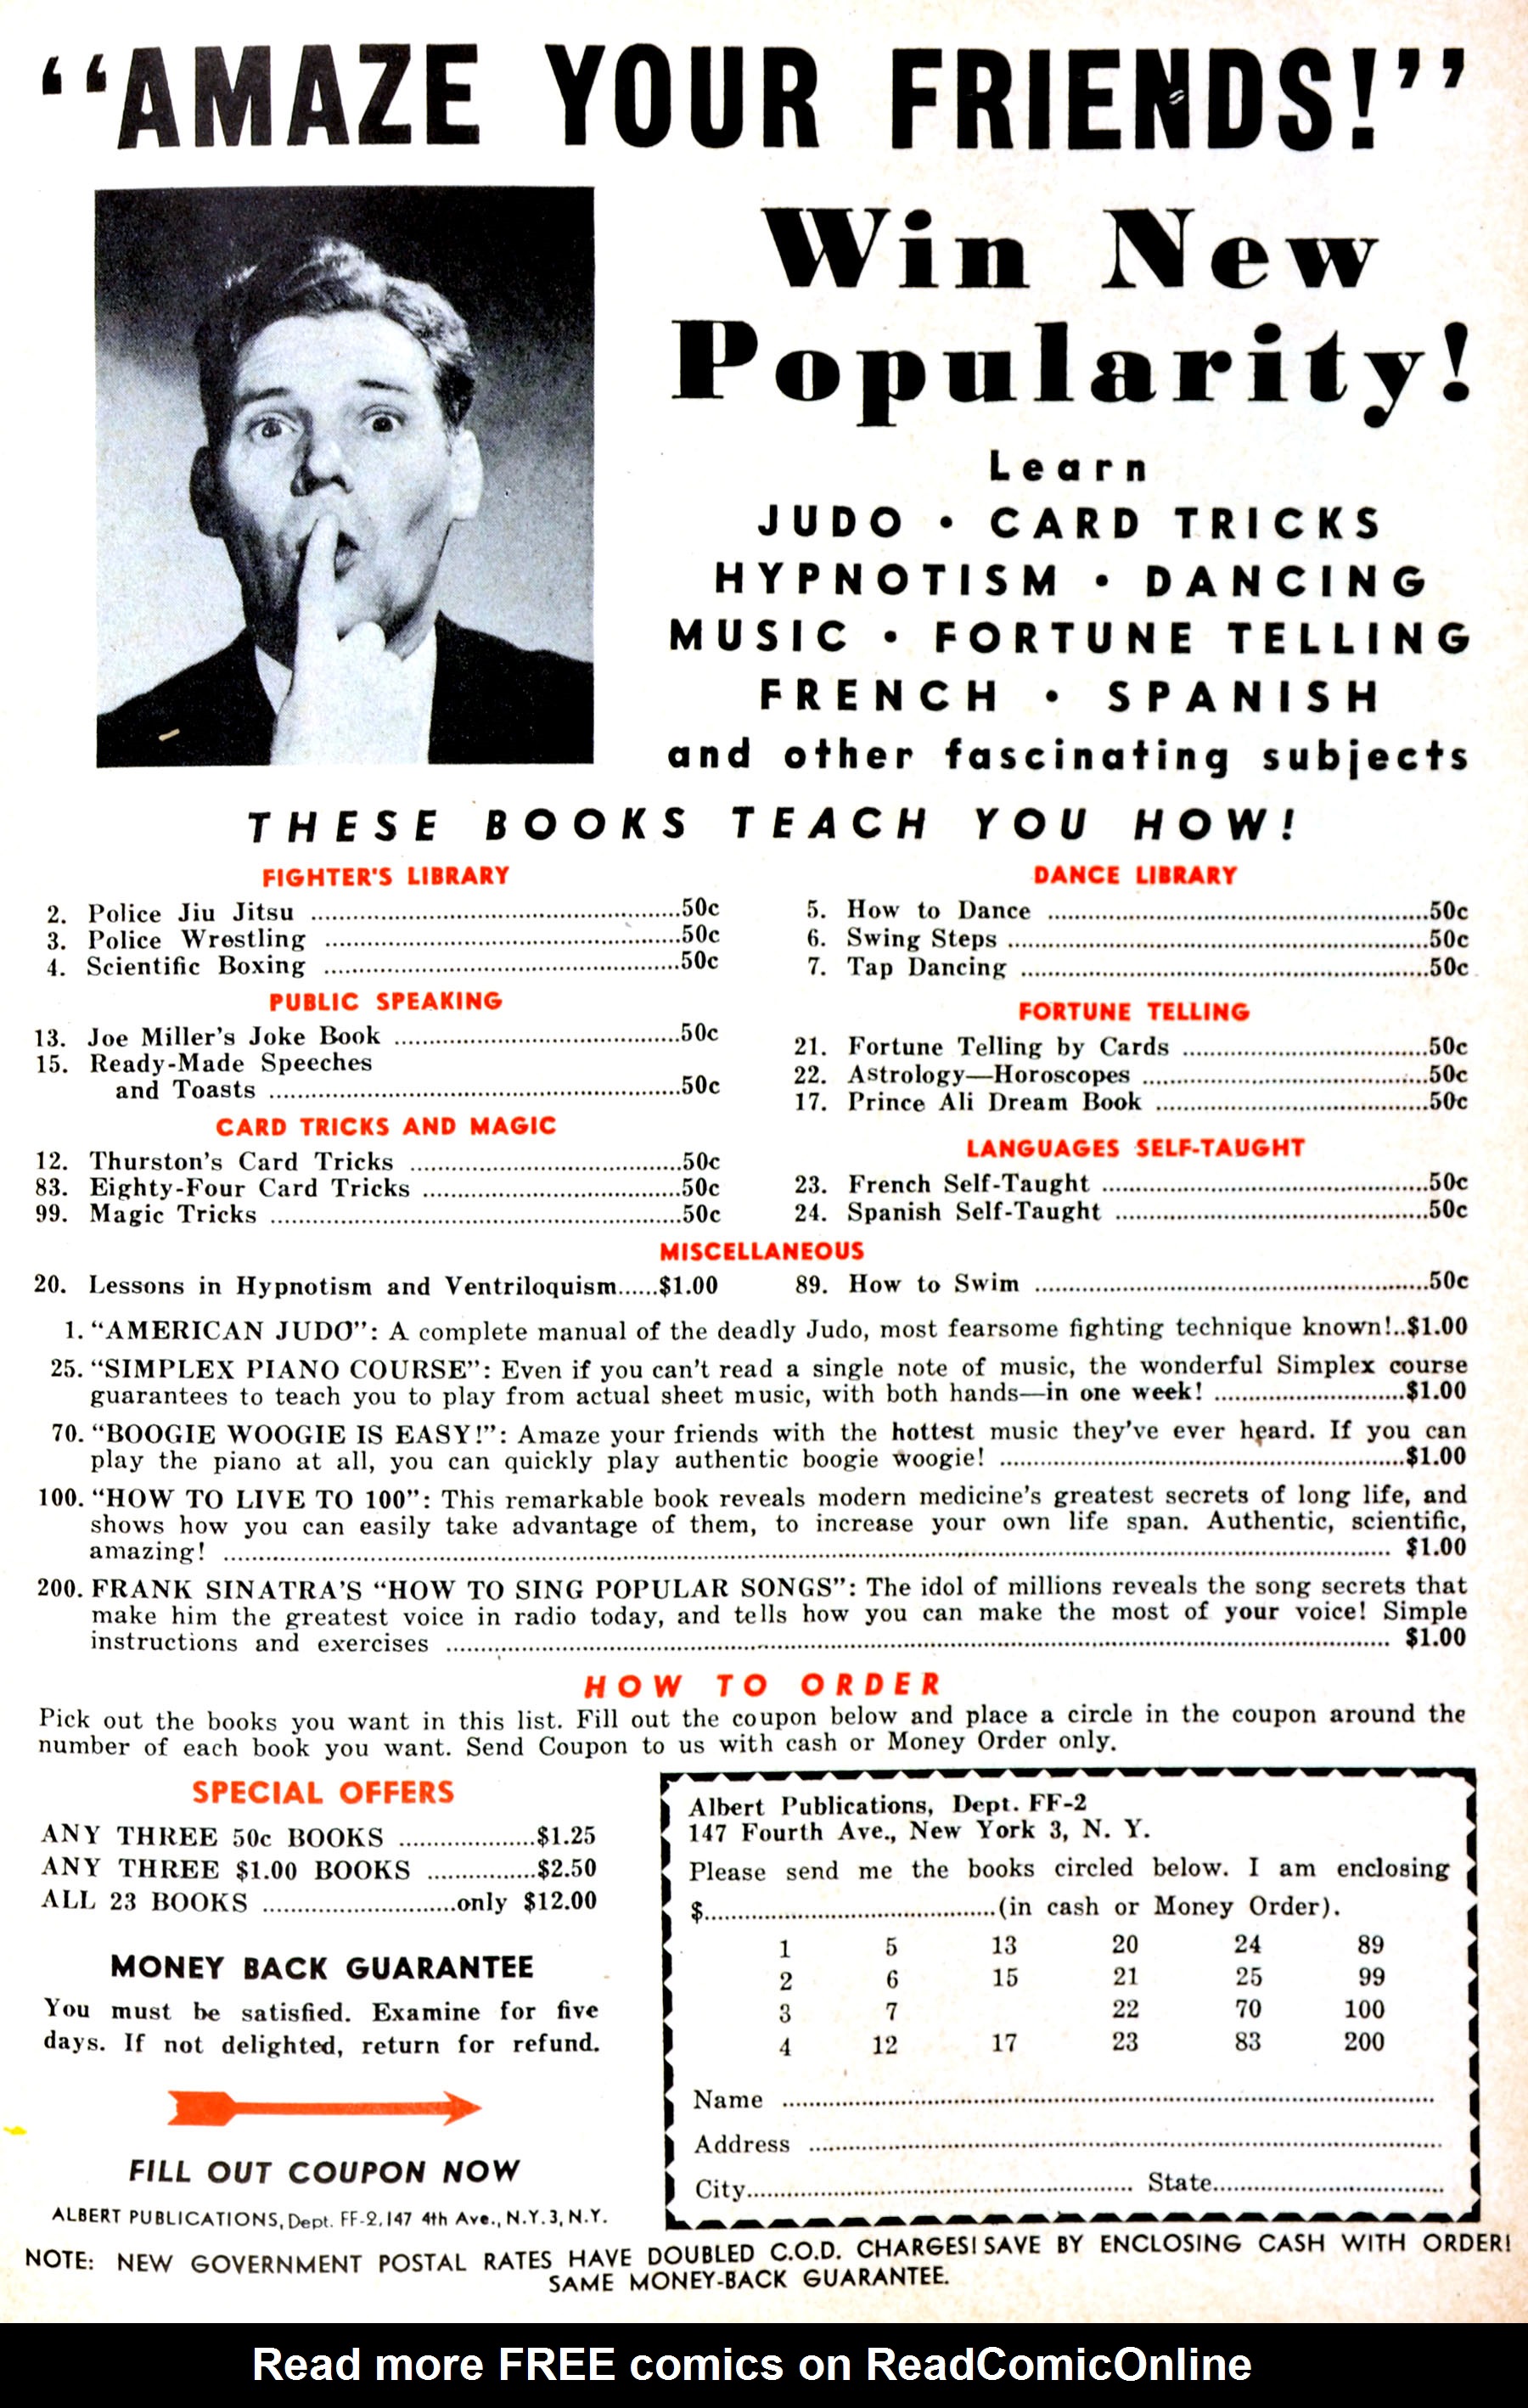 “AMAZE YOUR FRIENDS!”
Win New
Popularity!
Learn
JUDO • CARD TRICKS
HYPNOTISM • DANCING
MUSIC • FORTUNE TELLING
FRENCH • SPANISH
and other fascinating subjects
THESE BOOKS TEACH YOU HOW!
FIGHTER'S LIBRARY
2. Police Jiu Jitsu ........ 50c
3. Police Wrestling ........ 50c
4. Scientific Boxing ........ 50c
PUBLIC SPEAKING
13. Joe Miller's Joke Book ........ 50c
15. Ready-Made Speeches
and Toasts ........ 50c
CARD TRICKS AND MAGIC
12. Thurston's Card Tricks ........ 50c
83. Eighty-Four Card Tricks ........ 50c
99. Magic Tricks ........ 50c
DANCE LIBRARY
5. How to Dance ........ 50c
6. Swing Steps ........ 50c
7. Tap Dancing ........ 50c
FORTUNE TELLING
21. Fortune Telling by Cards ........ 50c
22. Astrology—Horoscopes ........ 50c
17. Prince Ali Dream Book ........ 50c
LANGUAGES SELF-TAUGHT
23. French Self-Taught ........ 50c
24. Spanish Self-Taught ........ 50c
MISCELLANEOUS
20. Lessons in Hypnotism and Ventriloquism......$1.00
89. How to Swim ........ 50c
1. “AMERICAN JUDO”: A complete manual of the deadly Judo, most fearsome fighting technique known!..$1.00
25. “SIMPLEX PIANO COURSE”: Even if you can't read a single note of music, the wonderful Simplex course
guarantees to teach you to play from actual sheet music, with both hands—in one week! ........ $1.00
70. “BOOGIE WOOGIE IS EASY!”: Amaze your friends with the hottest music they've ever heard. If you can
play the piano at all, you can quickly play authentic boogie woogie! ........ $1.00
100. “HOW TO LIVE TO 100”: This remarkable book reveals modern medicine's greatest secrets of long life, and
shows how you can easily take advantage of them, to increase your own life span. Authentic, scientific,
amazing! ........ $1.00
200. FRANK SINATRA'S “HOW TO SING POPULAR SONGS”: The idol of millions reveals the song secrets that
make him the greatest voice in radio today, and tells how you can make the most of your voice! Simple
instructions and exercises ........ $1.00
HOW TO ORDER
Pick out the books you want in this list. Fill out the coupon below and place a circle in the coupon around the
number of each book you want. Send Coupon to us with cash or Money Order only.
SPECIAL OFFERS
ANY THREE 50c BOOKS ........ $1.25
ANY THREE $1.00 BOOKS ........ $2.50
ALL 23 BOOKS ........ only $12.00
MONEY BACK GUARANTEE
You must be satisfied. Examine for five
days. If not delighted, return for refund.
FILL OUT COUPON NOW
ALBERT PUBLICATIONS, Dept. FF-2, 147 4th Ave., N.Y. 3, N.Y.
Albert Publications, Dept. FF-2
147 Fourth Ave., New York 3, N. Y.
Please send me the books circled below. I am enclosing
$........ (in cash or Money Order).
1 5 13 20 24 89
2 6 15 21 25 99
3 7 22 70 100
4 12 17 23 83 200
Name ........
Address ........
City........ State........
NOTE: NEW GOVERNMENT POSTAL RATES HAVE DOUBLED C.O.D. CHARGES! SAVE BY ENCLOSING CASH WITH ORDER!
SAME MONEY-BACK GUARANTEE.
Read more FREE comics on ReadComicOnline